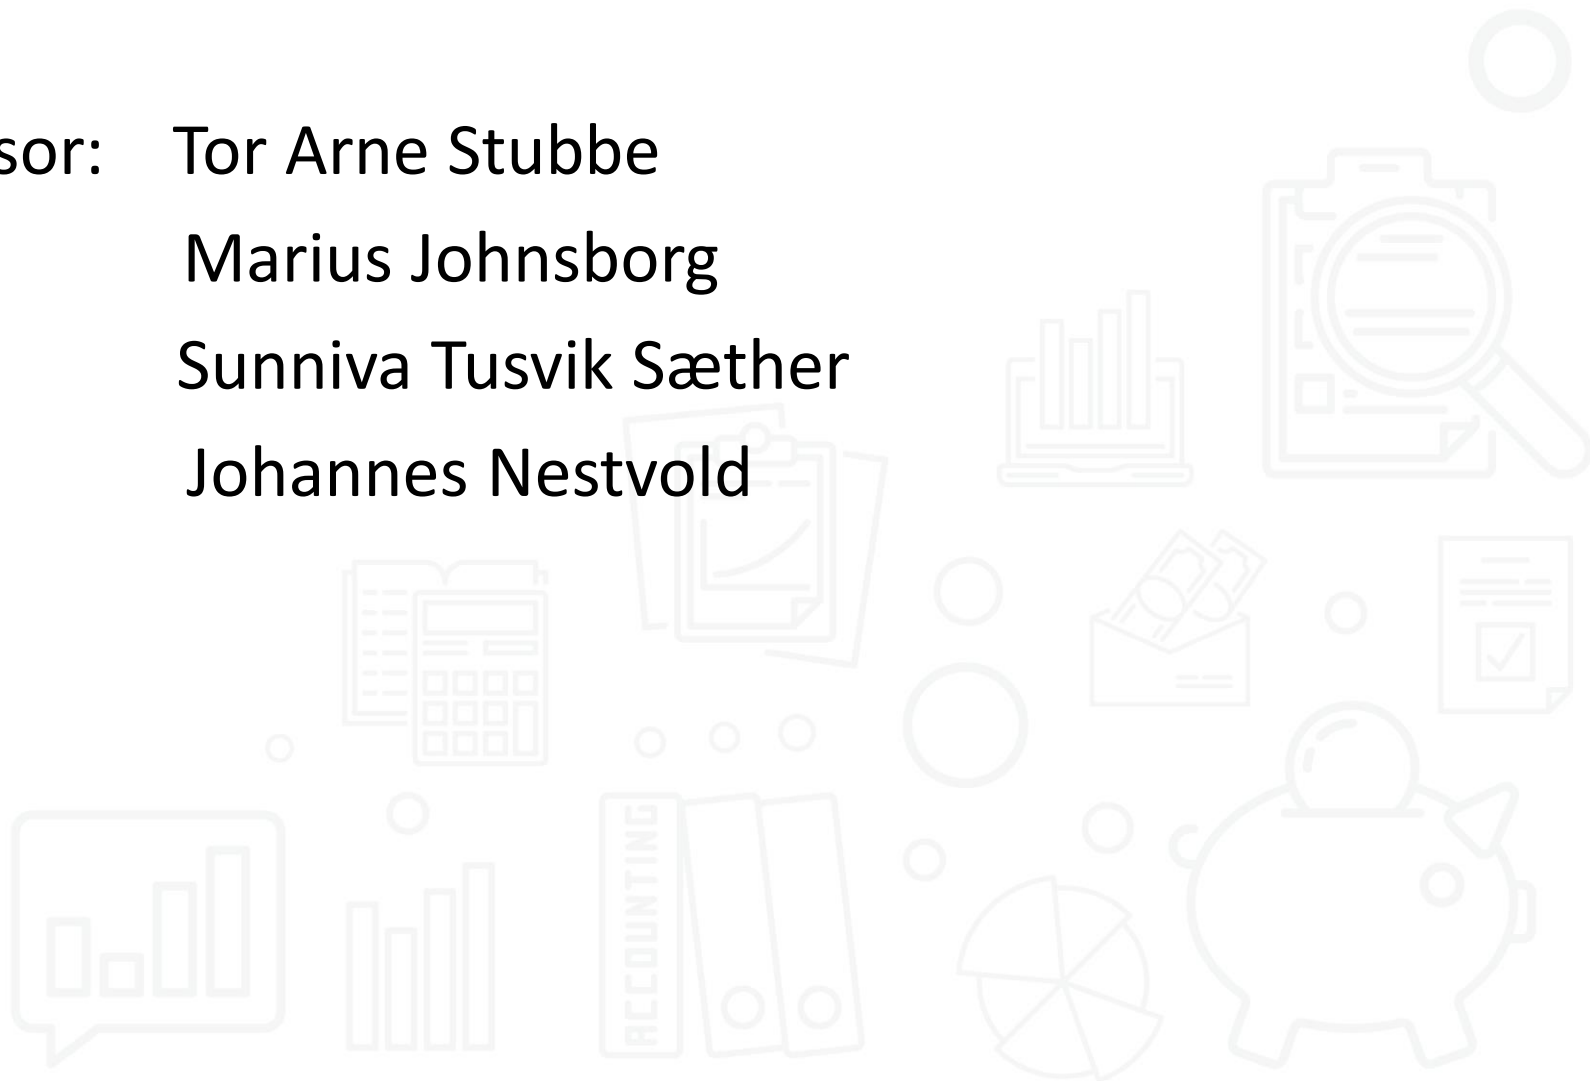 sor: Tor Arne Stubbe
Marius Johnsborg
Sunniva Tusvik Sæther
Johannes Nestvold
ACCOUNTING